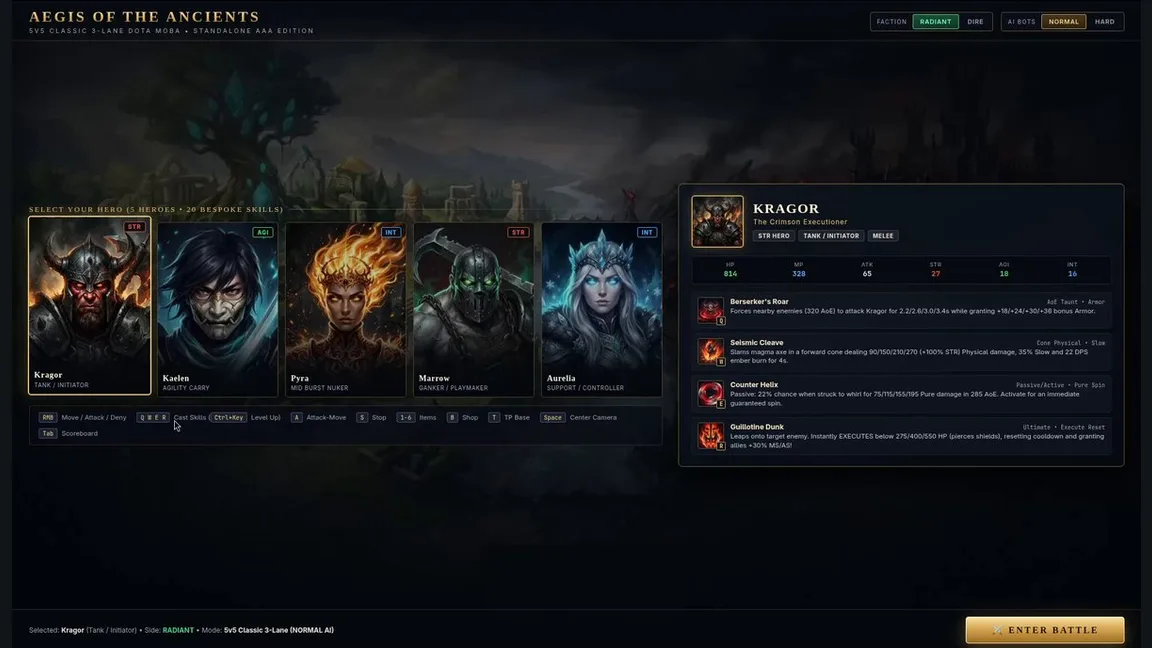 AEGIS OF THE ANCIENTS
5V5 CLASSIC 3-LANE DOTA MOBA • STANDALONE AAA EDITION
FACTION RADIANT DIRE
AI BOTS NORMAL HARD
SELECT YOUR HERO (5 HEROES • 20 BESPOKE SKILLS)
STR
Kragor
TANK / INITIATOR
AGI
Kaelen
AGILITY CARRY
INT
Pyra
MID BURST NUKER
STR
Marrow
GANKER / PLAYMAKER
INT
Aurelia
SUPPORT / CONTROLLER
RMB Move / Attack / Deny Q W E R Cast Skills (Ctrl+Key Level Up) A Attack-Move S Stop 1-6 Items B Shop T TP Base Space Center Camera
Tab Scoreboard
KRAGOR
The Crimson Executioner
STR HERO TANK / INITIATOR MELEE
HP MP ATK STR AGI INT
814 328 65 27 18 16
Berserker's Roar AoE Taunt • Armor
Forces nearby enemies (320 AoE) to attack Kragor for 2.2/2.6/3.0/3.4s while granting +18/+24/+30/+36 bonus Armor.
Q
Seismic Cleave Cone Physical • Slow
Slams magma axe in a forward cone dealing 90/150/210/270 (+100% STR) Physical damage, 35% Slow and 22 DPS
ember burn for 4s.
W
Counter Helix Passive/Active • Pure Spin
Passive: 22% chance when struck to whirl for 75/115/155/195 Pure damage in 285 AoE. Activate for an immediate
guaranteed spin.
E
Guillotine Dunk Ultimate • Execute Reset
Leaps onto target enemy. Instantly EXECUTES below 275/400/550 HP (pierces shields), resetting cooldown and granting
allies +30% MS/AS!
R
Selected: Kragor (Tank / Initiator) • Side: RADIANT • Mode: 5v5 Classic 3-Lane (NORMAL AI)
ENTER BATTLE